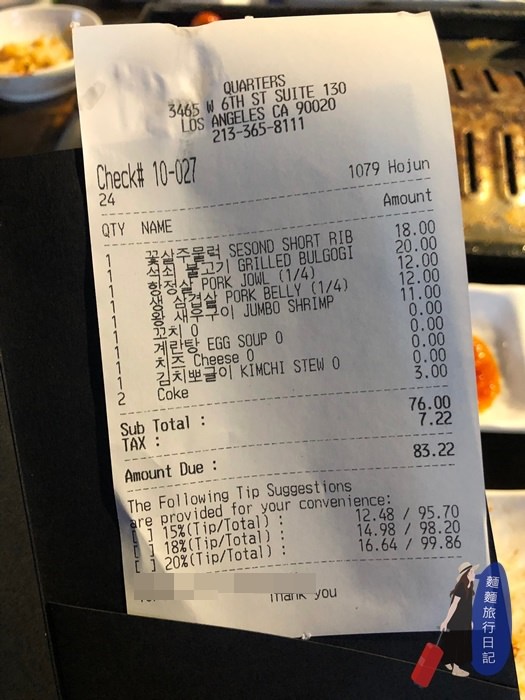 QUARTERS
3465 W 6TH ST SUITE 130
LOS ANGELES CA 90020
213-365-8111
Check# 10-027 1079 Hojun
24
QTY NAME Amount
1 꽃살주물럭 SESOND SHORT RIB 18.00
1 석쇠 불고기 GRILLED BULGOGI 20.00
1 항정살 PORK JOWL (1/4) 12.00
1 생 삼겹살 PORK BELLY (1/4) 12.00
1 왕 새우구이 JUMBO SHRIMP 11.00
1 꼬치 0 0.00
1 계란탕 EGG SOUP 0 0.00
1 치즈 Cheese 0 0.00
1 김치뽀글이 KIMCHI STEW 0 0.00
2 Coke 3.00
Sub Total : 76.00
TAX : 7.22
Amount Due : 83.22
The Following Tip Suggestions
are provided for your convenience:
[ ] 15%(Tip/Total) : 12.48 / 95.70
[ ] 18%(Tip/Total) : 14.98 / 98.20
[ ] 20%(Tip/Total) : 16.64 / 99.86
Thank you
麵麵旅行日記